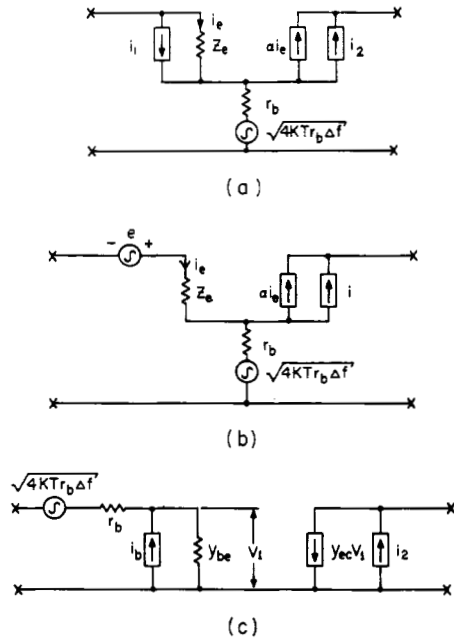 i₁
iₑ
Zₑ
αiₑ
i₂
r_b
√4KTr_bΔf
(a)
- e +
iₑ
Zₑ
αiₑ
i
r_b
√4KTr_bΔf
(b)
√4KTr_bΔf
r_b
i_b
y_be
V₁
y_ec V₁
i₂
(c)